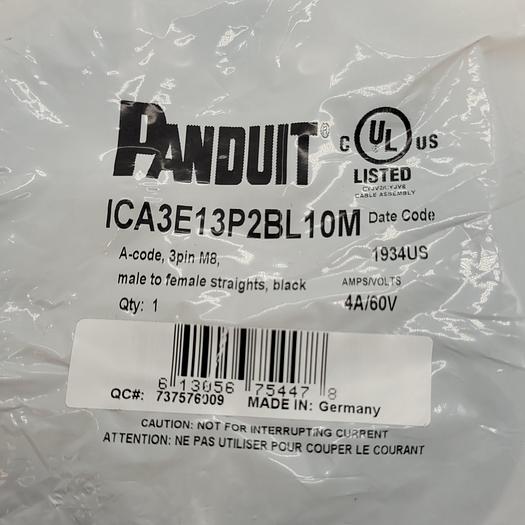 PANDUIT®
C UL US
LISTED
CABLE ASSEMBLY
ICA3E13P2BL10M
Date Code
1934US
A-code, 3pin M8,
male to female straights, black
AMPS/VOLTS
4A/60V
Qty: 1
6 13056 75447 8
QC#: 737576009 MADE IN: Germany
CAUTION: NOT FOR INTERRUPTING CURRENT
ATTENTION: NE PAS UTILISER POUR COUPER LE COURANT